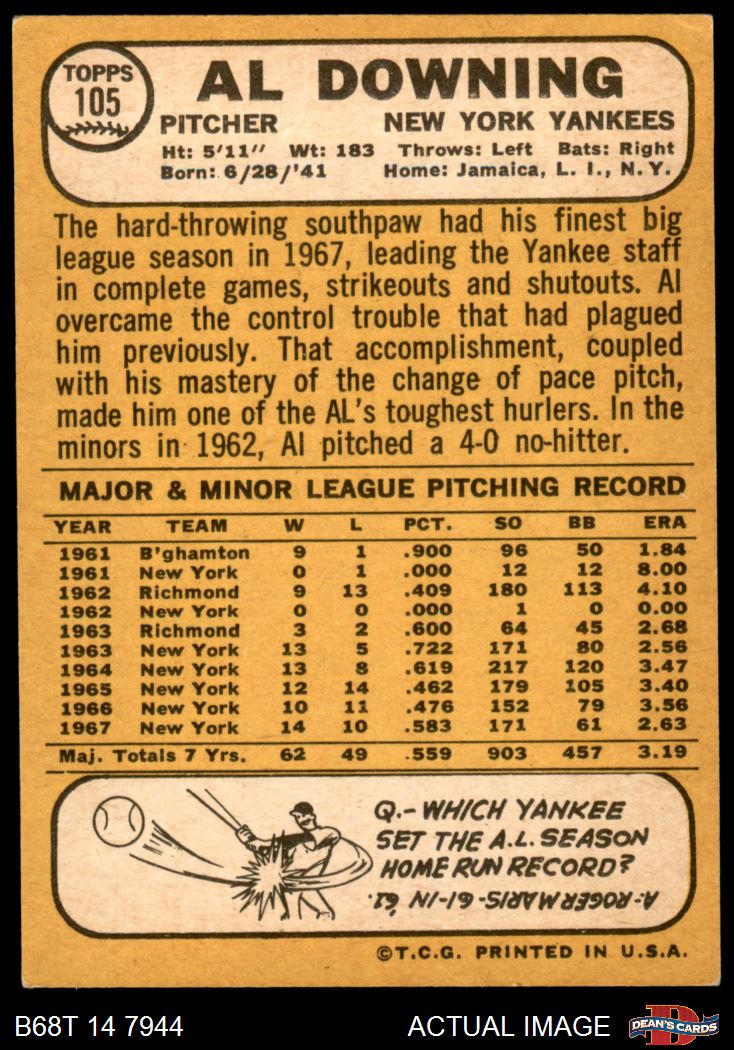 TOPPS
105
AL DOWNING
PITCHER NEW YORK YANKEES
Ht: 5'11" Wt: 183 Throws: Left Bats: Right
Born: 6/28/'41 Home: Jamaica, L. I., N. Y.
The hard-throwing southpaw had his finest big
league season in 1967, leading the Yankee staff
in complete games, strikeouts and shutouts. Al
overcame the control trouble that had plagued
him previously. That accomplishment, coupled
with his mastery of the change of pace pitch,
made him one of the AL's toughest hurlers. In the
minors in 1962, Al pitched a 4-0 no-hitter.
MAJOR & MINOR LEAGUE PITCHING RECORD
YEAR TEAM W L PCT. SO BB ERA
1961 B'ghamton 9 1 .900 96 50 1.84
1961 New York 0 1 .000 12 12 8.00
1962 Richmond 9 13 .409 180 113 4.10
1962 New York 0 0 .000 1 0 0.00
1963 Richmond 3 2 .600 64 45 2.68
1963 New York 13 5 .722 171 80 2.56
1964 New York 13 8 .619 217 120 3.47
1965 New York 12 14 .462 179 105 3.40
1966 New York 10 11 .476 152 79 3.56
1967 New York 14 10 .583 171 61 2.63
Maj. Totals 7 Yrs. 62 49 .559 903 457 3.19
Q.- WHICH YANKEE
SET THE A.L. SEASON
HOME RUN RECORD?
A: ROGER MARIS-61-IN '61.
©T.C.G. PRINTED IN U.S.A.
B68T 14 7944 ACTUAL IMAGE
D
DEAN'S CARDS